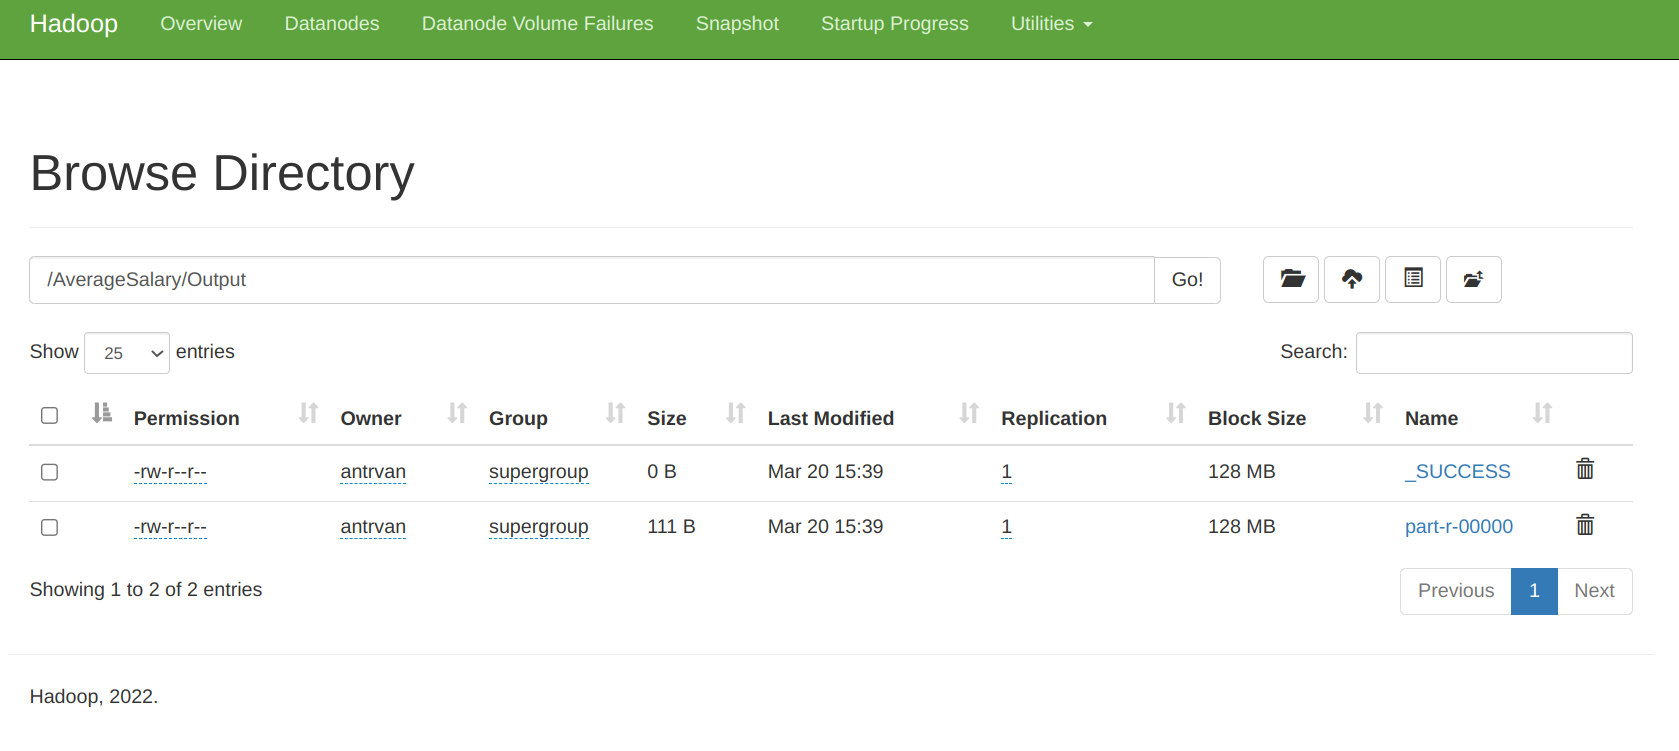 Hadoop Overview Datanodes Datanode Volume Failures Snapshot Startup Progress Utilities
Browse Directory
/AverageSalary/Output Go!
Show 25 entries Search:
Permission Owner Group Size Last Modified Replication Block Size Name
-rw-r--r-- antrvan supergroup 0 B Mar 20 15:39 1 128 MB _SUCCESS
-rw-r--r-- antrvan supergroup 111 B Mar 20 15:39 1 128 MB part-r-00000
Showing 1 to 2 of 2 entries Previous 1 Next
Hadoop, 2022.